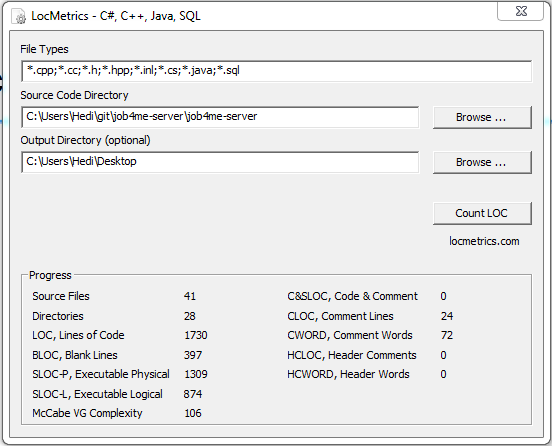 LocMetrics - C#, C++, Java, SQL
File Types
*.cpp;*.cc;*.h;*.hpp;*.inl;*.cs;*.java;*.sql
Source Code Directory
C:\Users\Hedi\git\job4me-server\job4me-server
Browse ...
Output Directory (optional)
C:\Users\Hedi\Desktop
Browse ...
Count LOC
locmetrics.com
Progress
Source Files 41 C&SLOC, Code & Comment 0
Directories 28 CLOC, Comment Lines 24
LOC, Lines of Code 1730 CWORD, Comment Words 72
BLOC, Blank Lines 397 HCLOC, Header Comments 0
SLOC-P, Executable Physical 1309 HCWORD, Header Words 0
SLOC-L, Executable Logical 874
McCabe VG Complexity 106